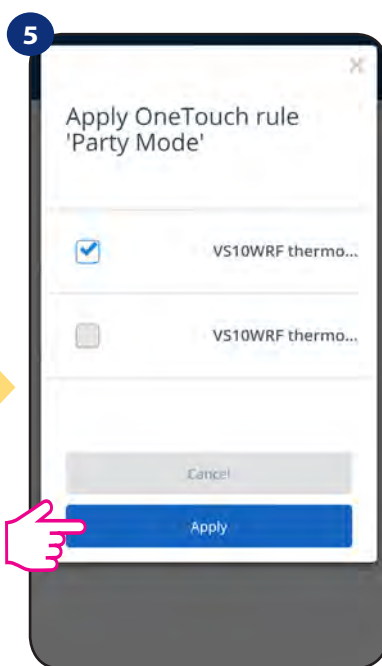 5
Apply OneTouch rule
'Party Mode'
VS10WRF thermo...
VS10WRF thermo...
Cancel
Apply